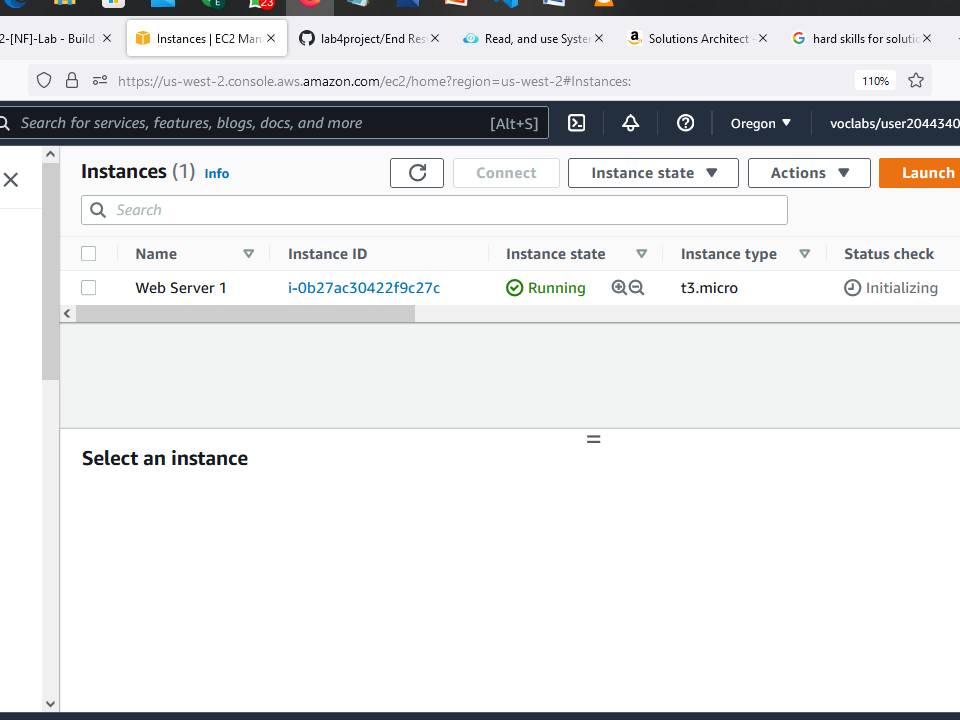 23
2-[NF]-Lab - Build
Instances | EC2 Man
lab4project/End Res
Read, and use Syste
Solutions Architect -
hard skills for solutio
https://us-west-2.console.aws.amazon.com/ec2/home?region=us-west-2#Instances:
110%
Search for services, features, blogs, docs, and more
[Alt+S]
Oregon
voclabs/user2044340
Instances (1) Info
Connect
Instance state
Actions
Launch
Search
Name
Instance ID
Instance state
Instance type
Status check
Web Server 1
i-0b27ac30422f9c27c
Running
t3.micro
Initializing
Select an instance